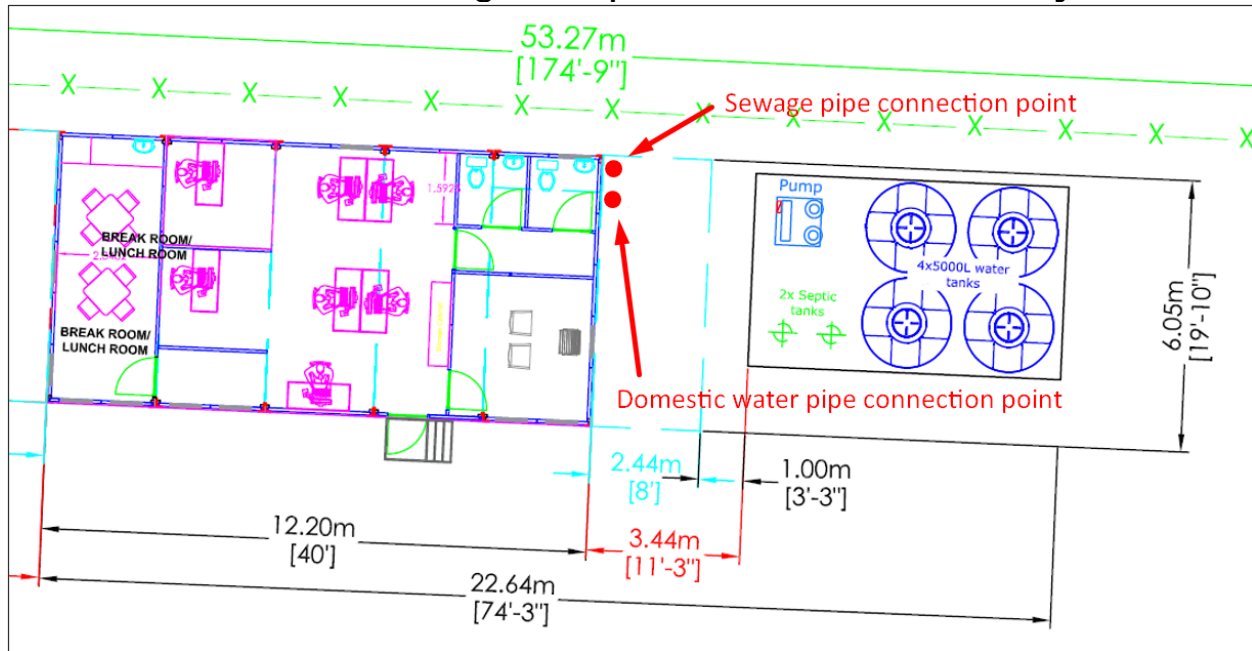 53.27m
[174'-9"]
X X X X X X X X X X X X X
Sewage pipe connection point
Pump
1.592
BREAK ROOM/
LUNCH ROOM
4x5000L water
tanks
2x Septic
tanks
6.05m
[19'-10"]
BREAK ROOM/
LUNCH ROOM
Domestic water pipe connection point
2.44m
[8']
1.00m
[3'-3"]
12.20m
[40']
3.44m
[11'-3"]
22.64m
[74'-3"]